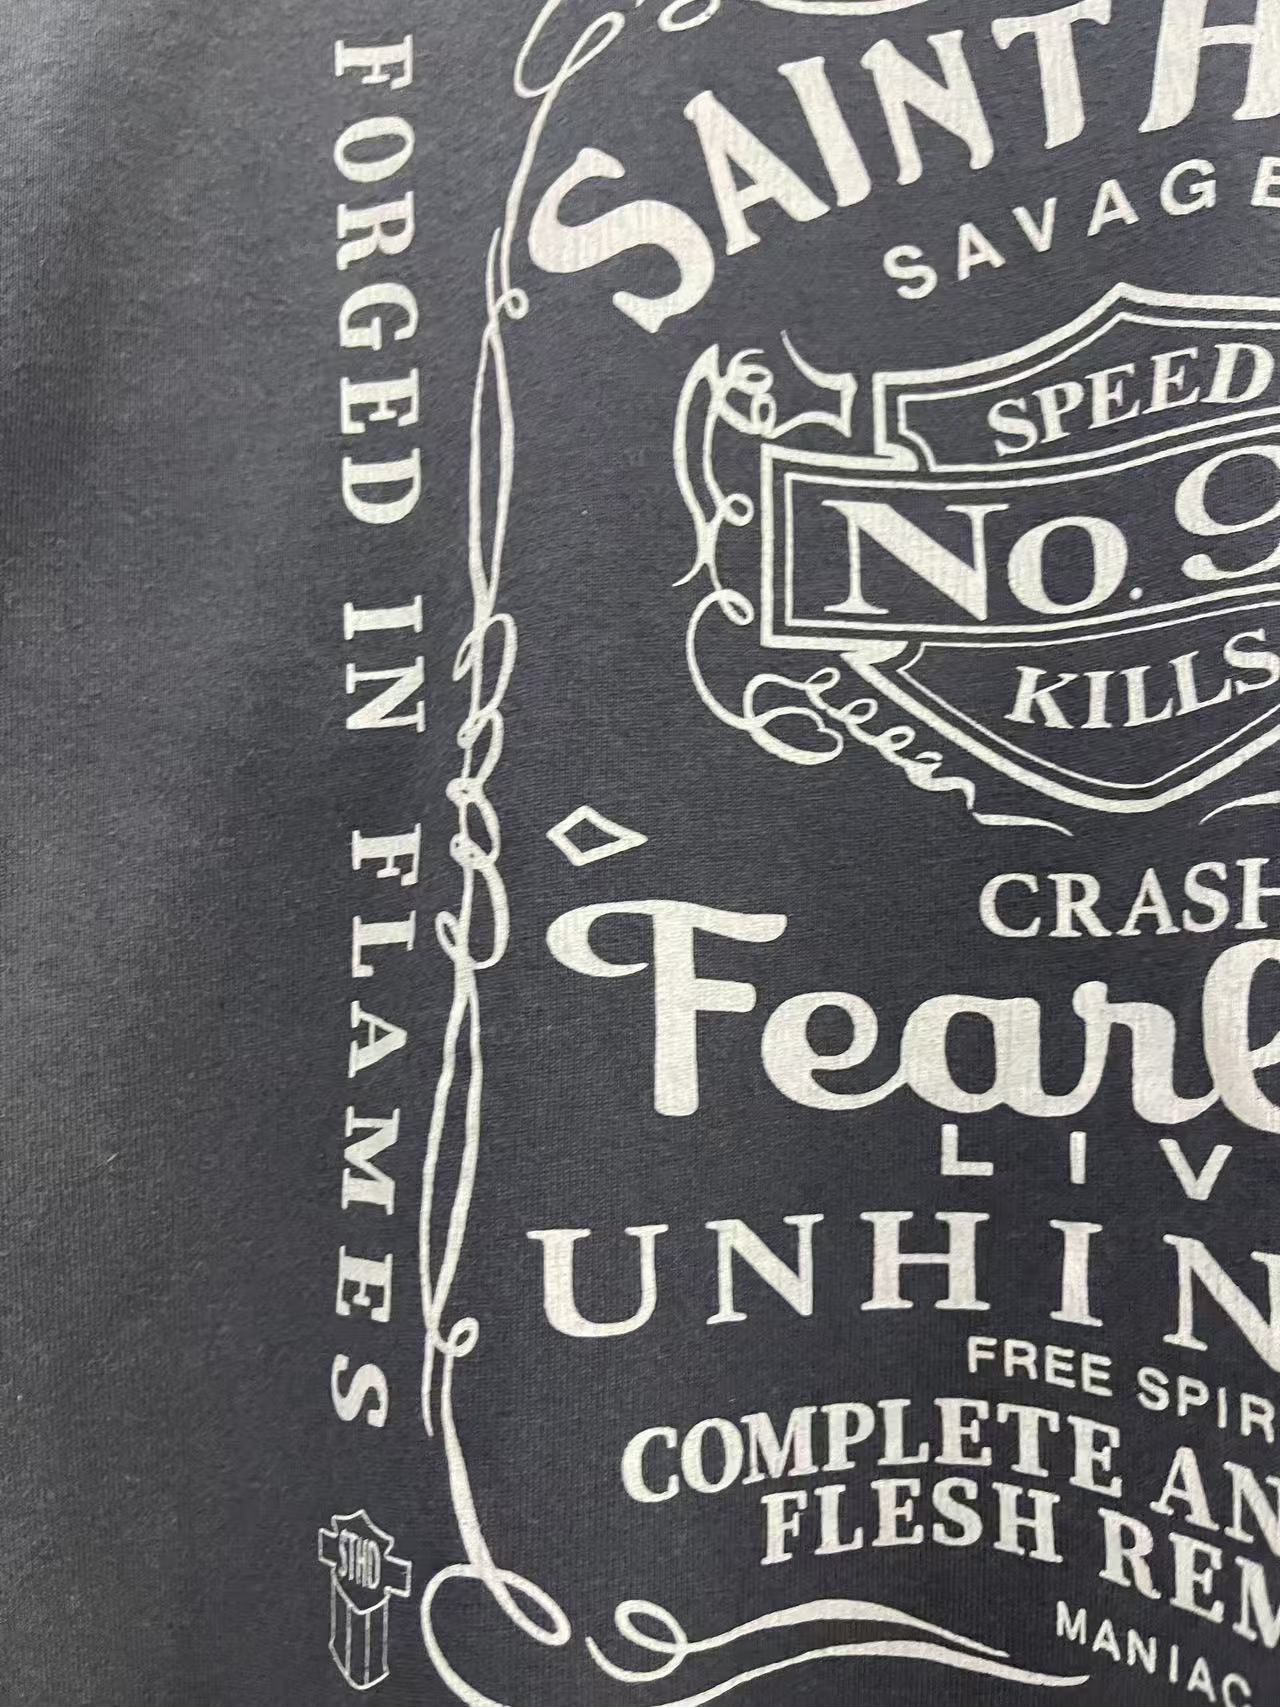 FORGED IN FLAMES
STHD
SAINTH
SAVAGE
SPEED
No. 9
KILLS
CRASH
Fearl
LIV
UNHIN
FREE SPIR
COMPLETE AN
FLESH REM
MANIAC